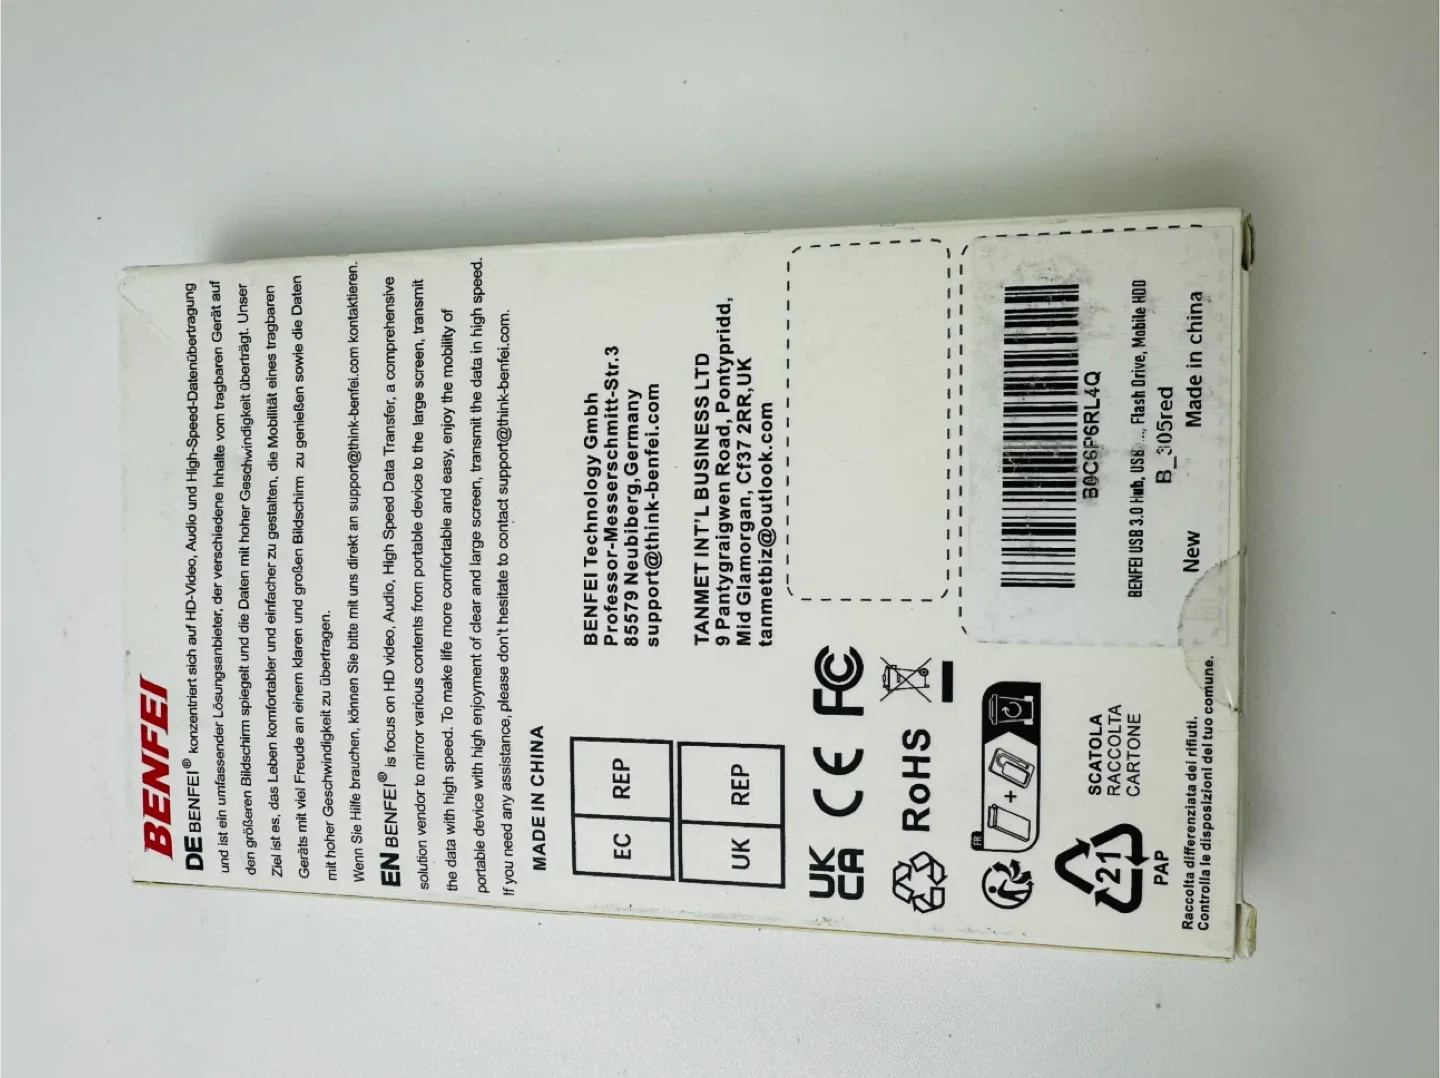 BENFEI
DE BENFEI® konzentriert sich auf HD-Video, Audio und High-Speed-Datenübertragung
und ist ein umfassender Lösungsanbieter, der verschiedene Inhalte vom tragbaren Gerät auf
den größeren Bildschirm spiegelt und die Daten mit hoher Geschwindigkeit überträgt. Unser
Ziel ist es, das Leben komfortabler und einfacher zu gestalten, die Mobilität eines tragbaren
Geräts mit viel Freude an einem klaren und großen Bildschirm zu genießen sowie die Daten
mit hoher Geschwindigkeit zu übertragen.
Wenn Sie Hilfe brauchen, können Sie bitte mit uns direkt an support@think-benfei.com kontaktieren.
EN BENFEI® is focus on HD video, Audio, High Speed Data Transfer, a comprehensive
solution vendor to mirror various contents from portable device to the large screen, transmit
the data with high speed. To make life more comfortable and easy, enjoy the mobility of
portable device with high enjoyment of clear and large screen, transmit the data in high speed.
If you need any assistance, please don't hesitate to contact support@think-benfei.com.
MADE IN CHINA
EC REP
BENFEI Technology Gmbh
Professor-Messerschmitt-Str.3
85579 Neubiberg,Germany
support@think-benfei.com
UK REP
TANMET INT'L BUSINESS LTD
9 Pantygraigwen Road, Pontypridd,
Mid Glamorgan, Cf37 2RR,UK
tanmetbiz@outlook.com
UK
CA
CE FC
RoHS
FR
+
21
PAP
SCATOLA
RACCOLTA
CARTONE
Raccolta differenziata dei rifiuti.
Controlla le disposizioni del tuo comune.
B0C6P6RL4Q
BENFEI USB 3.0 Hub, USB ..., Flash Drive, Mobile HDD
B_305red
New Made in china